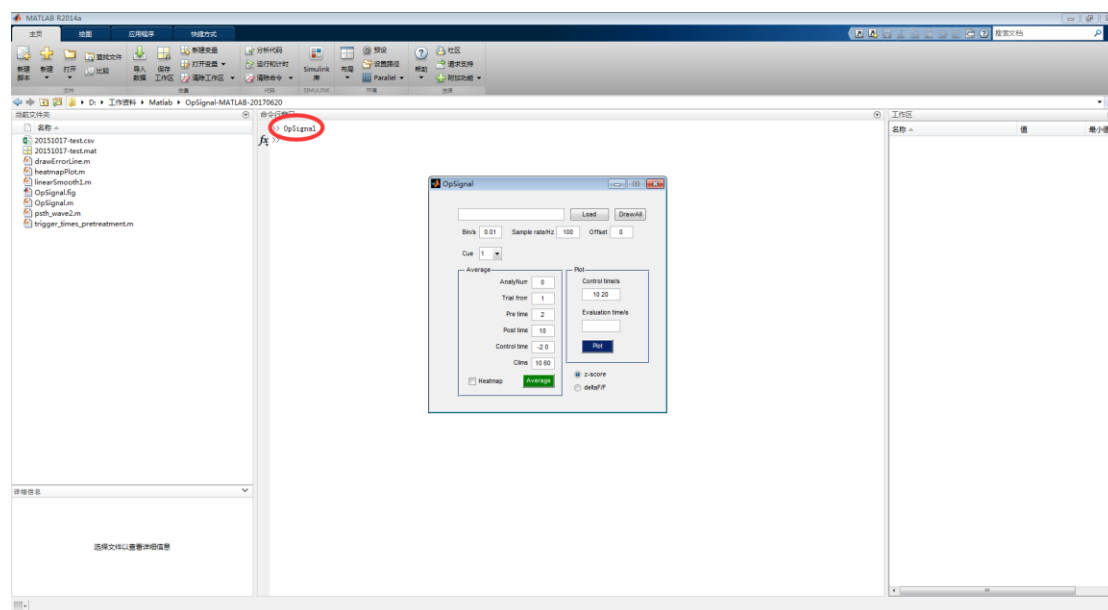 MATLAB R2014a
主页 绘图 应用程序 快捷方式
搜索文档
新建脚本 新建 打开 查找文件 比较 导入数据 保存工作区 新建变量 打开变量 清除工作区 分析代码 运行和计时 清除命令 Simulink 库 布局 预设 设置路径 Parallel 帮助 社区 请求支持 附加功能
文件 变量 代码 SIMULINK 环境 资源
D: 工作资料 Matlab OpSignal-MATLAB-20170620
当前文件夹
名称
20151017-test.csv
20151017-test.mat
drawErrorLine.m
heatmapPlot.m
linearSmooth1.m
OpSignal.fig
OpSignal.m
psth_wave2.m
trigger_times_pretreatment.m
详细信息
选择文件以查看详细信息
命令行窗口
>> OpSignal
fx >>
OpSignal
Load DrawAll
Bin/s 0.01 Sample rate/Hz 100 Offset 0
Cue 1
Average
AnalyNum 0
Trial from 1
Pre time 2
Post time 10
Control time -2 0
Clims 10 60
Heatmap Average
Plot
Control time/s
10 20
Evaluation time/s
Plot
z-score
deltaF/F
工作区
名称 值 最小值